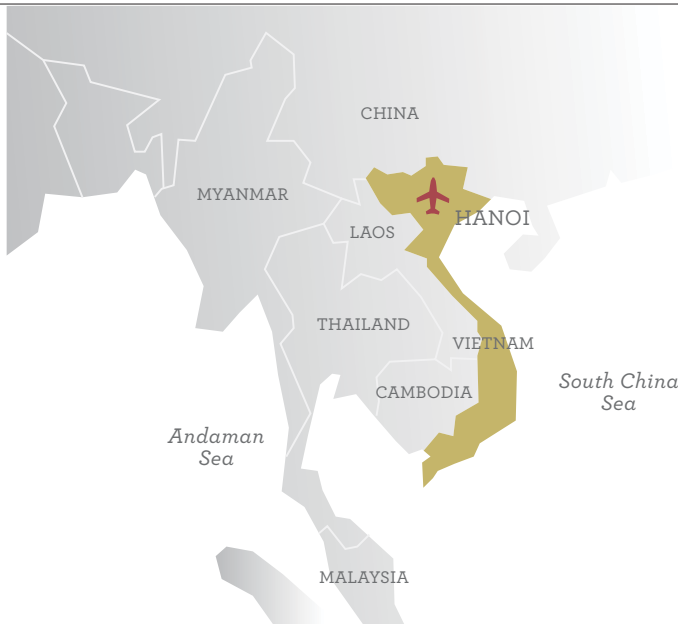 CHINA
MYANMAR
HANOI
LAOS
THAILAND
VIETNAM
South China
Sea
CAMBODIA
Andaman
Sea
MALAYSIA